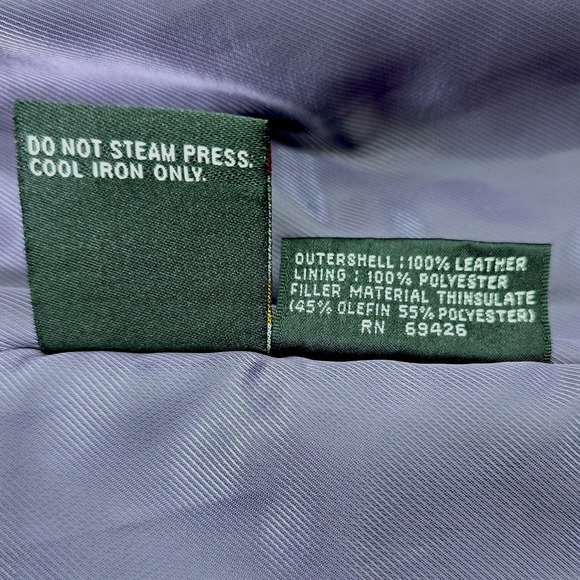 DO NOT STEAM PRESS.
COOL IRON ONLY.
OUTERSHELL : 100% LEATHER
LINING : 100% POLYESTER
FILLER MATERIAL THINSULATE
(45% OLEFIN 55% POLYESTER)
RN 69426